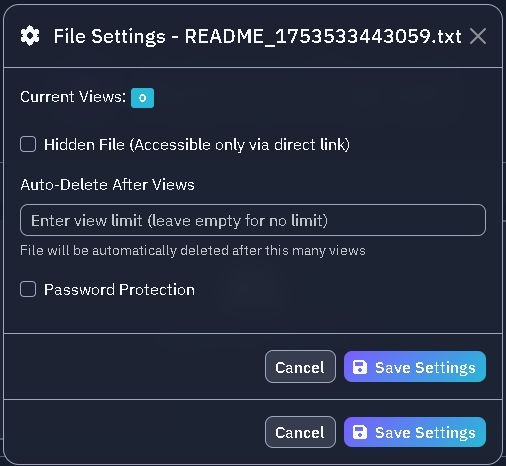 File Settings - README_1753533443059.txt
Current Views: 0
Hidden File (Accessible only via direct link)
Auto-Delete After Views
Enter view limit (leave empty for no limit)
File will be automatically deleted after this many views
Password Protection
Cancel Save Settings
Cancel Save Settings